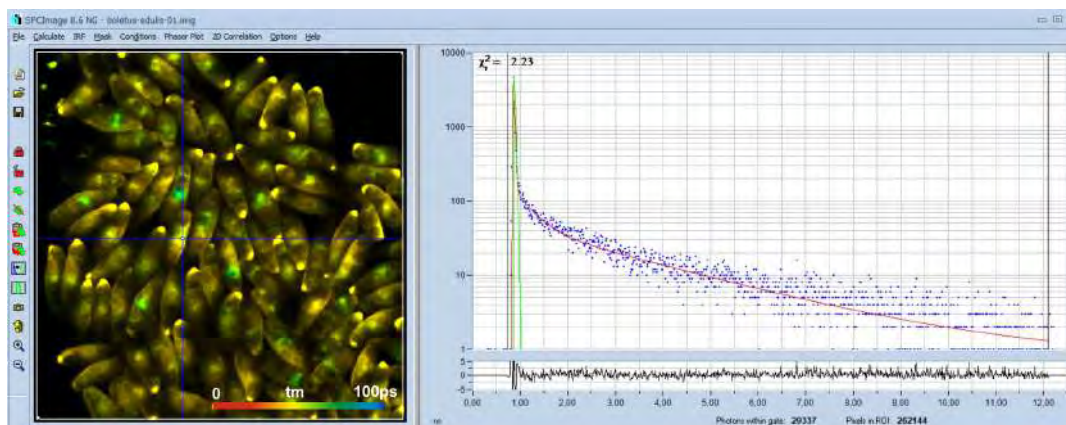 SPCImage 8.6 NG - boletus-edulis-01.img
File Calculate IRF Mask Conditions Phasor Plot 2D Correlation Options Help
χ²r = 2.23
10000
1000
100
10
1
0 tm 100ps
5
0
-5
0,00 1.00 2.00 3.00 4.00 5.00 6.00 7.00 8.00 9.00 10.00 11.00 12.00
ns Photons within gate: 29337 Pixels in ROI: 262144